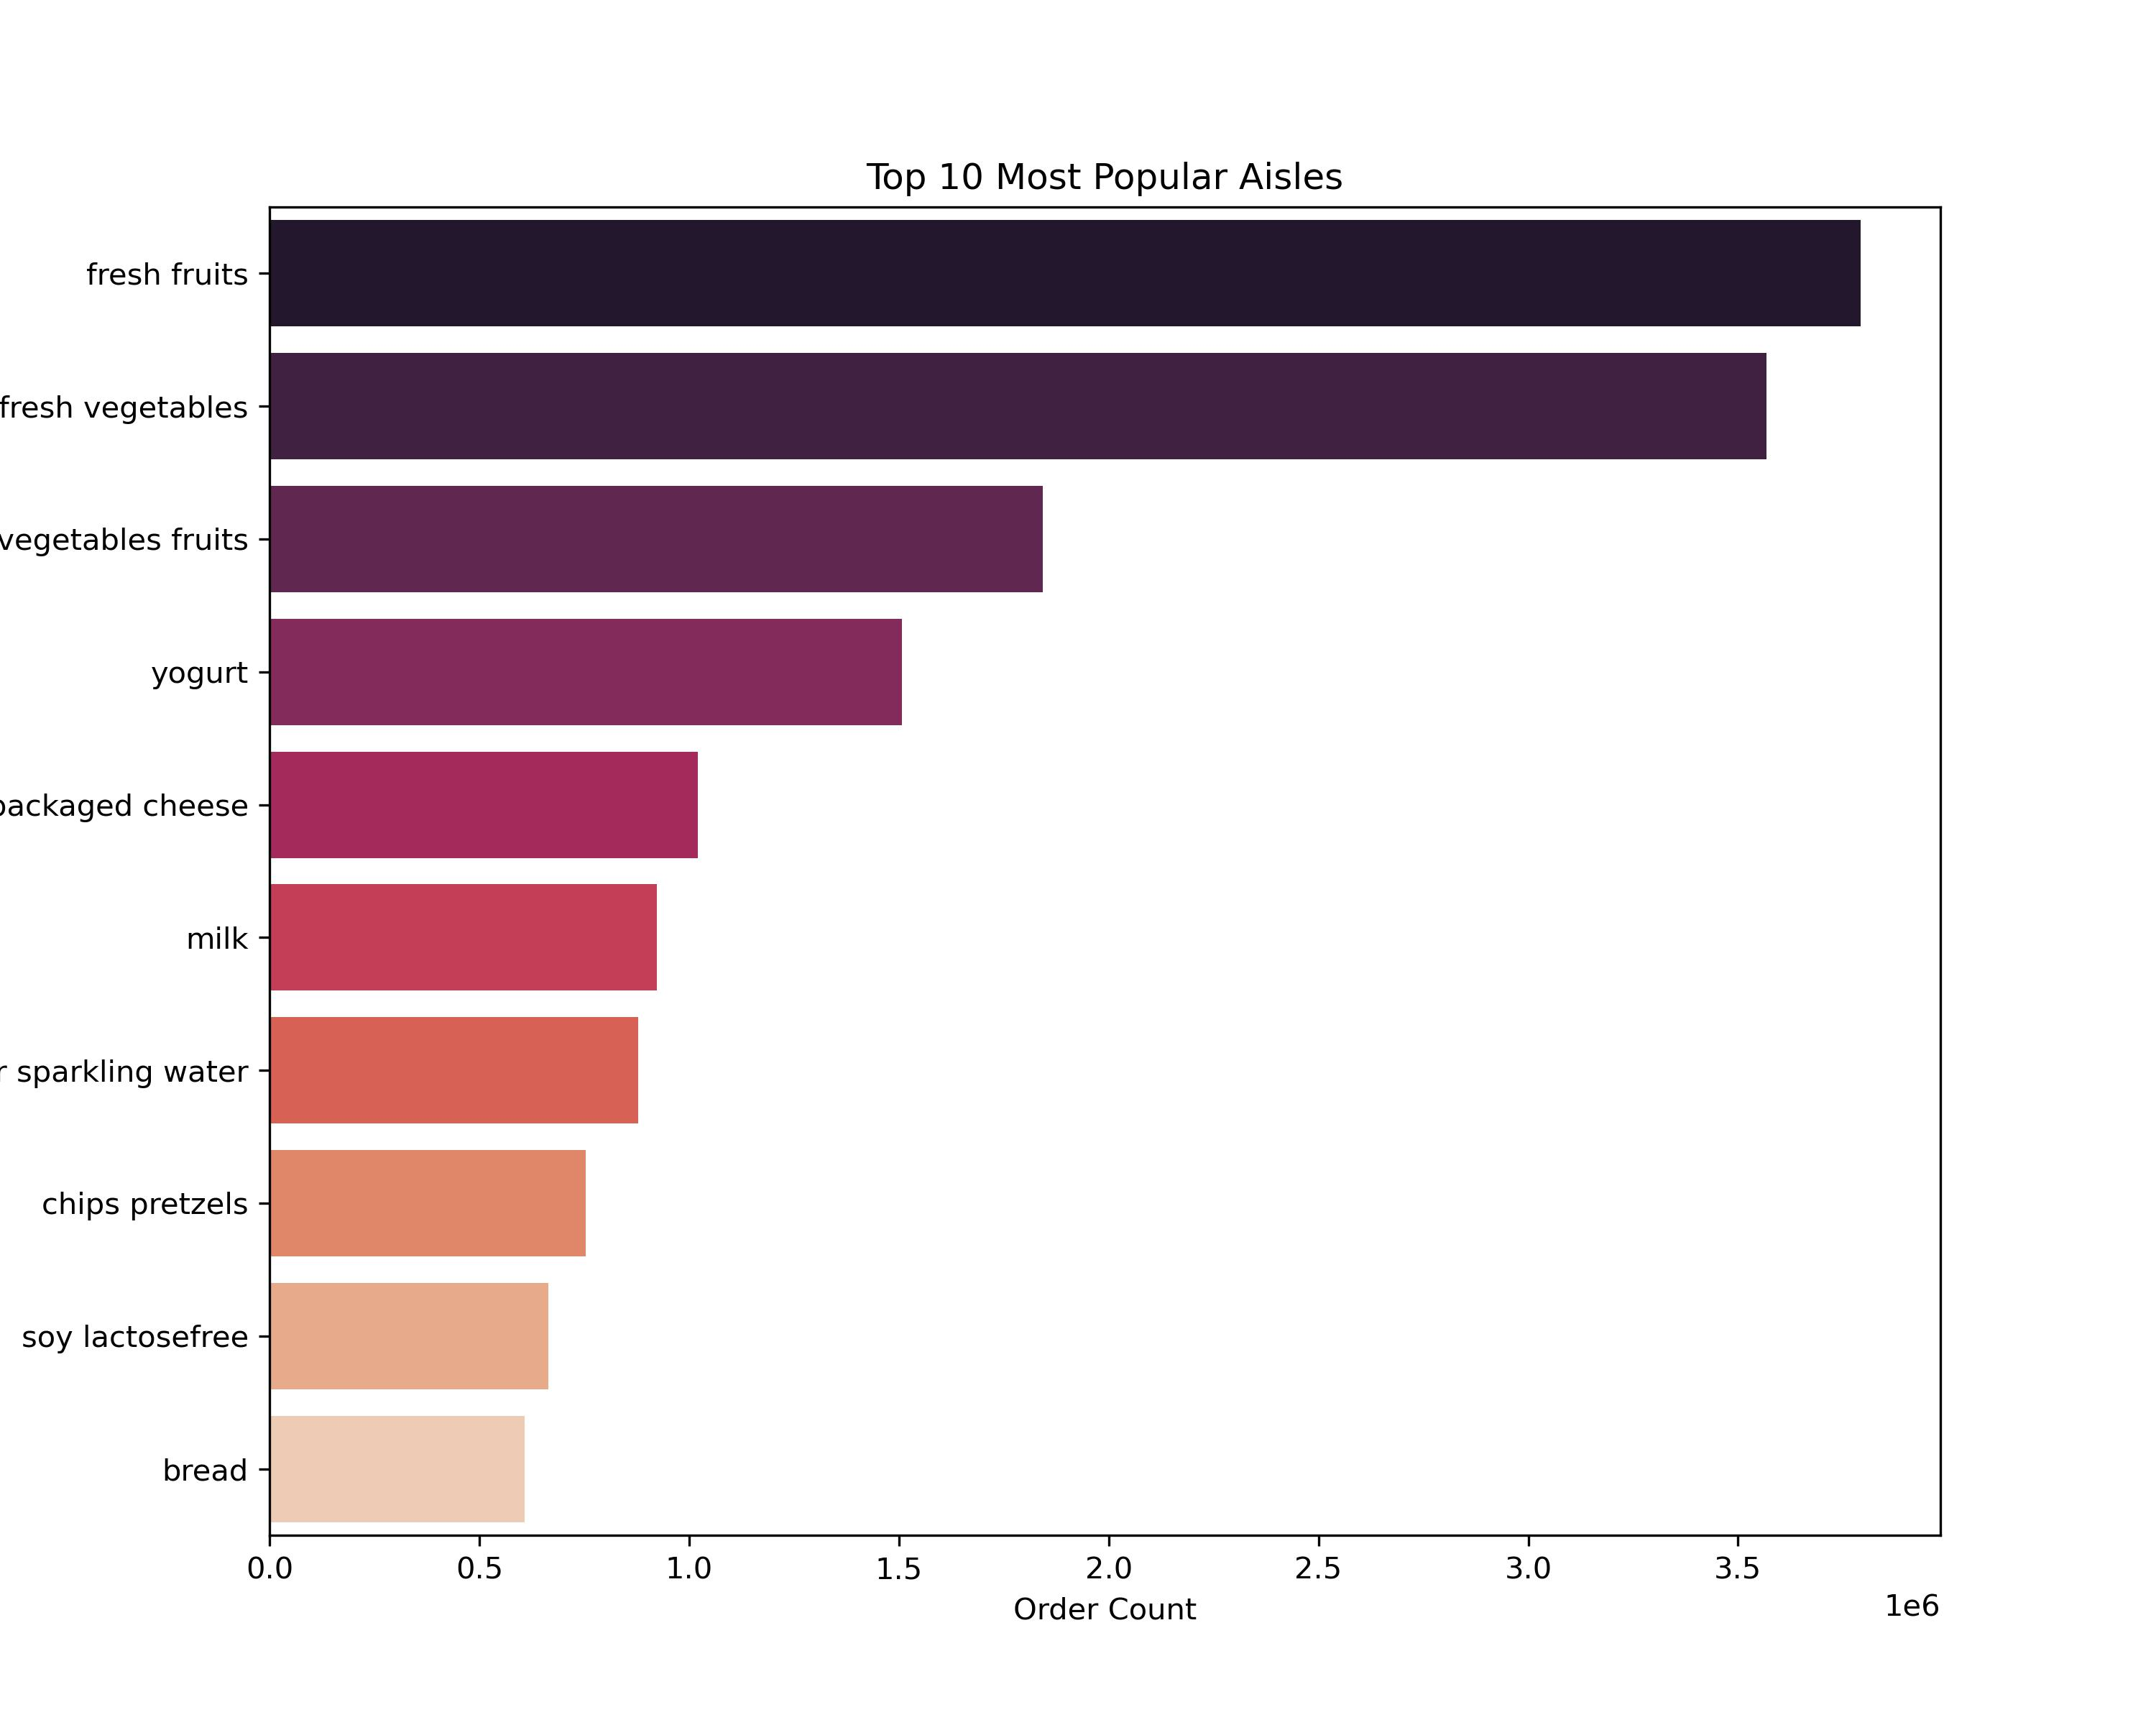 Top 10 Most Popular Aisles
fresh fruits
fresh vegetables
vegetables fruits
yogurt
packaged cheese
milk
r sparkling water
chips pretzels
soy lactosefree
bread
0.0 0.5 1.0 1.5 2.0 2.5 3.0 3.5
Order Count
1e6